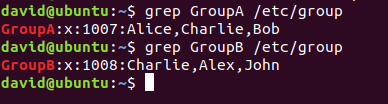 david@ubuntu:~$ grep GroupA /etc/group
GroupA:x:1007:Alice,Charlie,Bob
david@ubuntu:~$ grep GroupB /etc/group
GroupB:x:1008:Charlie,Alex,John
david@ubuntu:~$